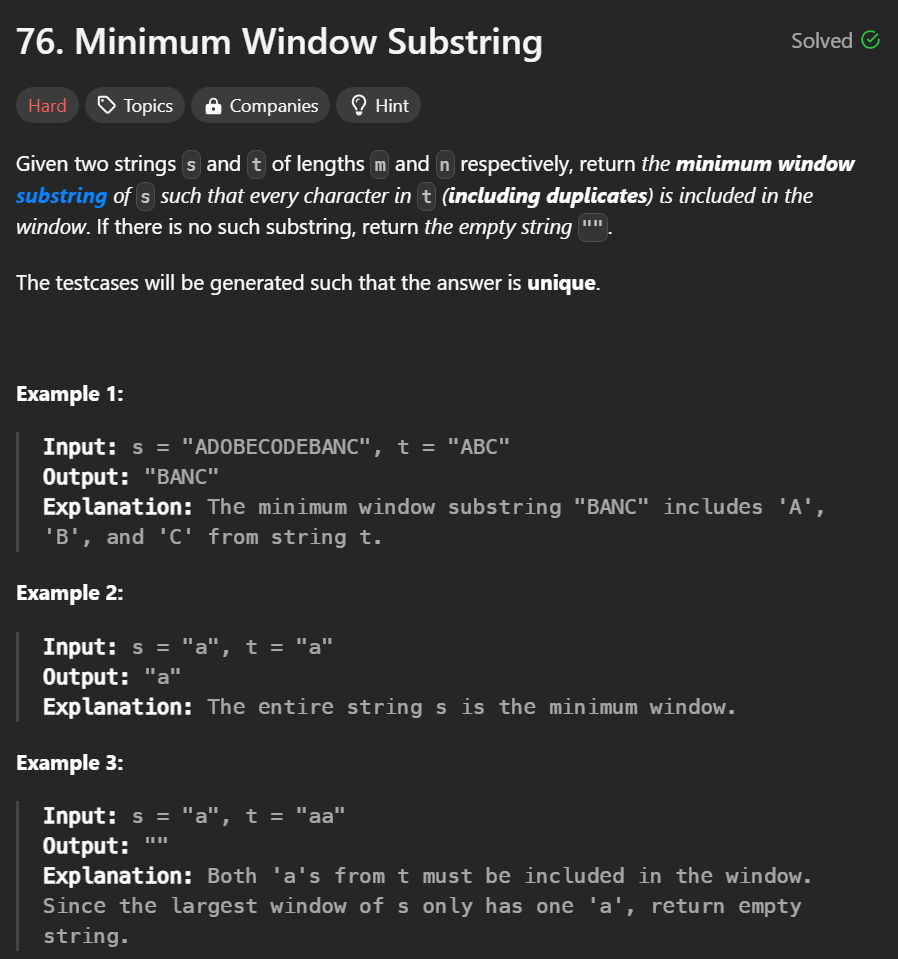 76. Minimum Window Substring
Solved
Hard Topics Companies Hint
Given two strings s and t of lengths m and n respectively, return the minimum window
substring of s such that every character in t (including duplicates) is included in the
window. If there is no such substring, return the empty string "".
The testcases will be generated such that the answer is unique.
Example 1:
Input: s = "ADOBECODEBANC", t = "ABC"
Output: "BANC"
Explanation: The minimum window substring "BANC" includes 'A',
'B', and 'C' from string t.
Example 2:
Input: s = "a", t = "a"
Output: "a"
Explanation: The entire string s is the minimum window.
Example 3:
Input: s = "a", t = "aa"
Output: ""
Explanation: Both 'a's from t must be included in the window.
Since the largest window of s only has one 'a', return empty
string.